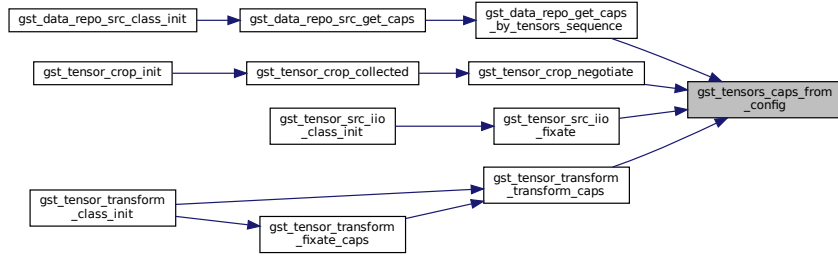 gst_data_repo_src_class_init
gst_data_repo_src_get_caps
gst_data_repo_get_caps
_by_tensors_sequence
gst_tensor_crop_init
gst_tensor_crop_collected
gst_tensor_crop_negotiate
gst_tensors_caps_from
_config
gst_tensor_src_iio
_class_init
gst_tensor_src_iio
_fixate
gst_tensor_transform
_transform_caps
gst_tensor_transform
_class_init
gst_tensor_transform
_fixate_caps